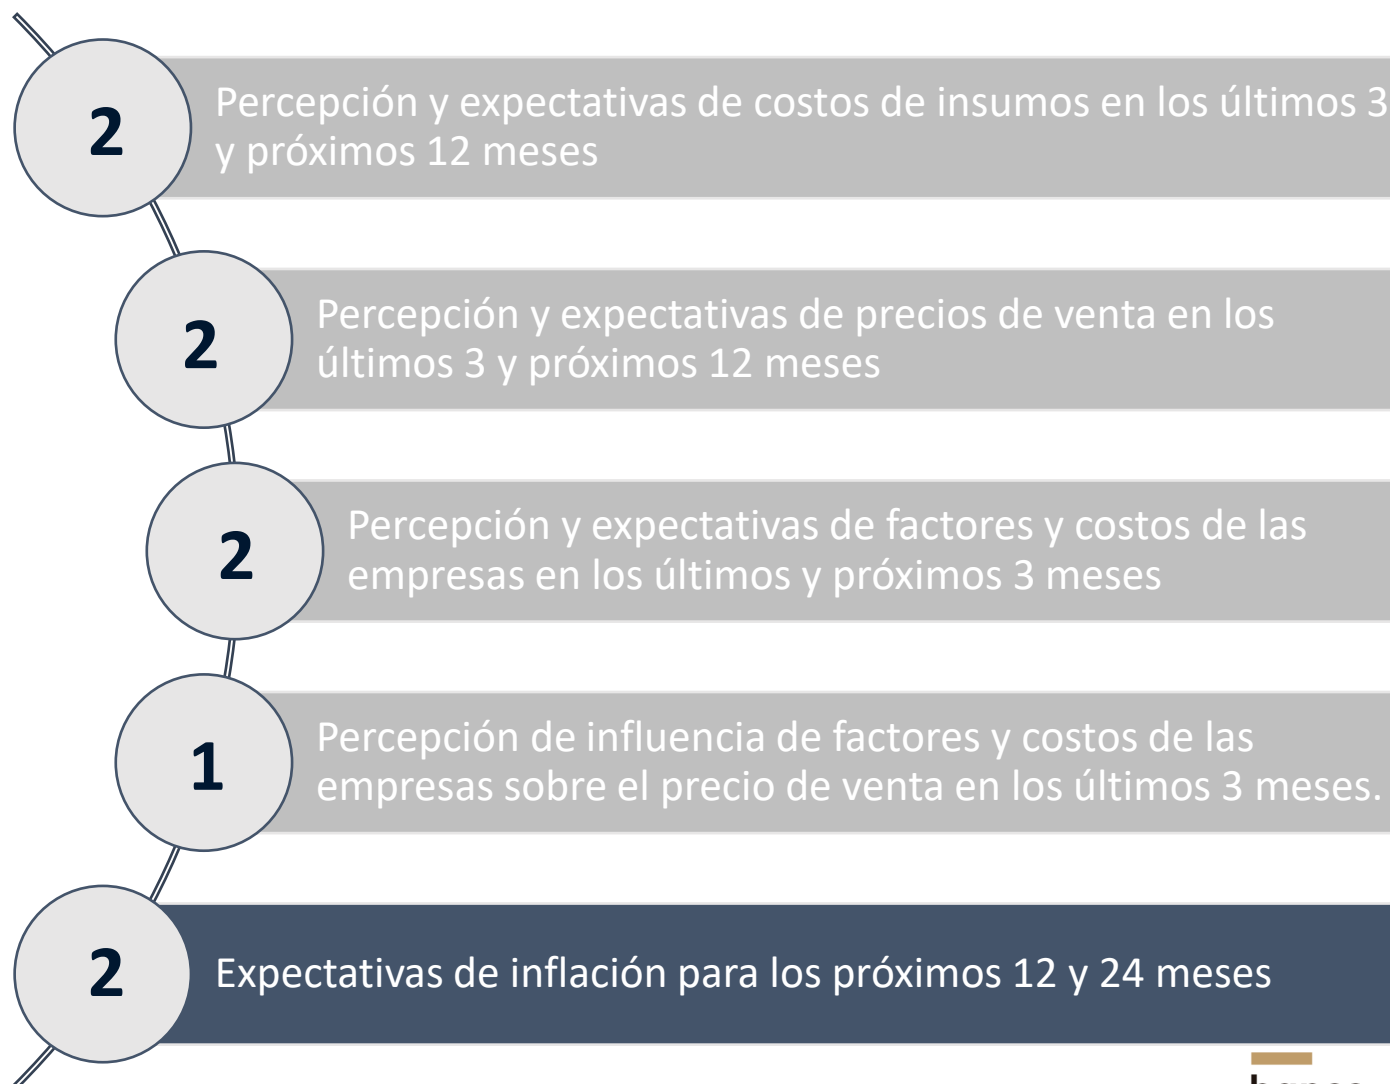 2
Percepción y expectativas de costos de insumos en los últimos 3
y próximos 12 meses
2
Percepción y expectativas de precios de venta en los
últimos 3 y próximos 12 meses
2
Percepción y expectativas de factores y costos de las
empresas en los últimos y próximos 3 meses
1
Percepción de influencia de factores y costos de las
empresas sobre el precio de venta en los últimos 3 meses.
2
Expectativas de inflación para los próximos 12 y 24 meses